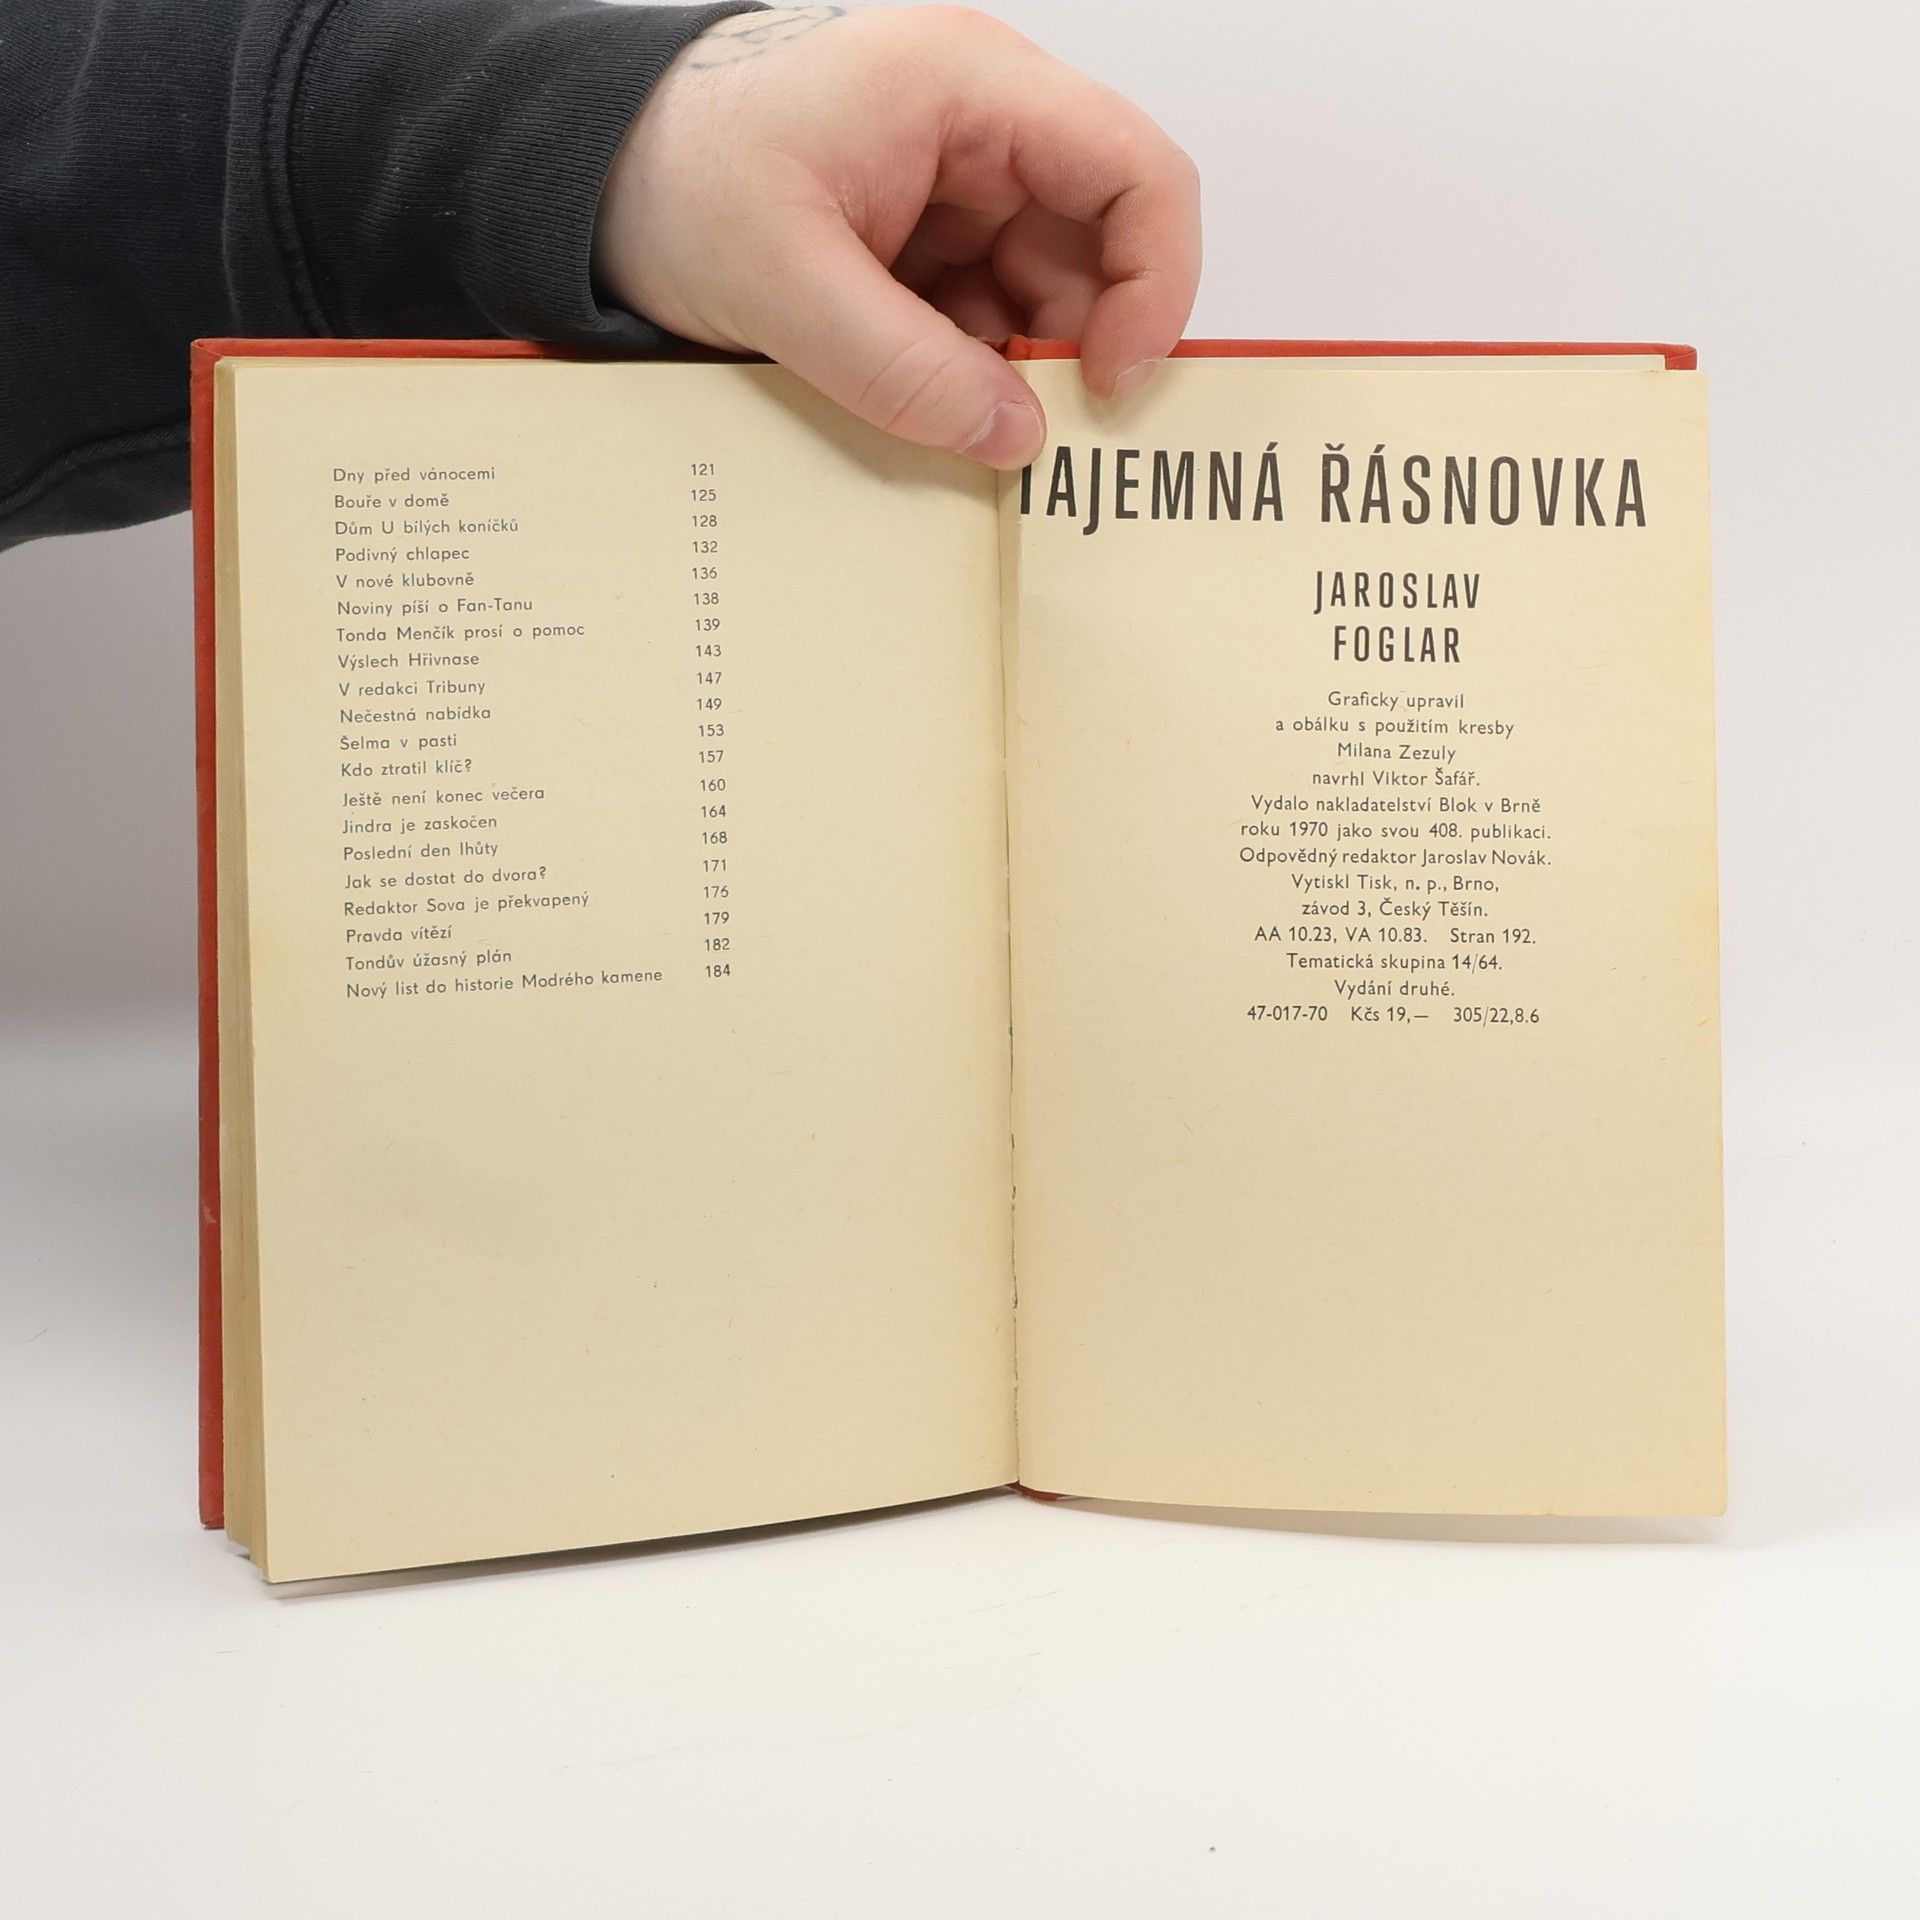 Dny před vánocemi 121
Bouře v domě 125
Dům U bílých koníčků 128
Podivný chlapec 132
V nové klubovně 136
Noviny píší o Fan-Tanu 138
Tonda Menčík prosí o pomoc 139
Výslech Hřivnase 143
V redakci Tribuny 147
Nečestná nabídka 149
Šelma v pasti 153
Kdo ztratil klíč? 157
Ještě není konec večera 160
Jindra je zaskočen 164
Poslední den lhůty 168
Jak se dostat do dvora? 171
Redaktor Sova je překvapený 176
Pravda vítězí 179
Tondův úžasný plán 182
Nový list do historie Modrého kamene 184
TAJEMNÁ ŘÁSNOVKA
JAROSLAV
FOGLAR
Graficky upravil
a obálku s použitím kresby
Milana Zezuly
navrhl Viktor Šafář.
Vydalo nakladatelství Blok v Brně
roku 1970 jako svou 408. publikaci.
Odpovědný redaktor Jaroslav Novák.
Vytiskl Tisk, n. p., Brno,
závod 3, Český Těšín.
AA 10.23, VA 10.83. Stran 192.
Tematická skupina 14/64.
Vydání druhé.
47-017-70 Kčs 19,— 305/22,8.6